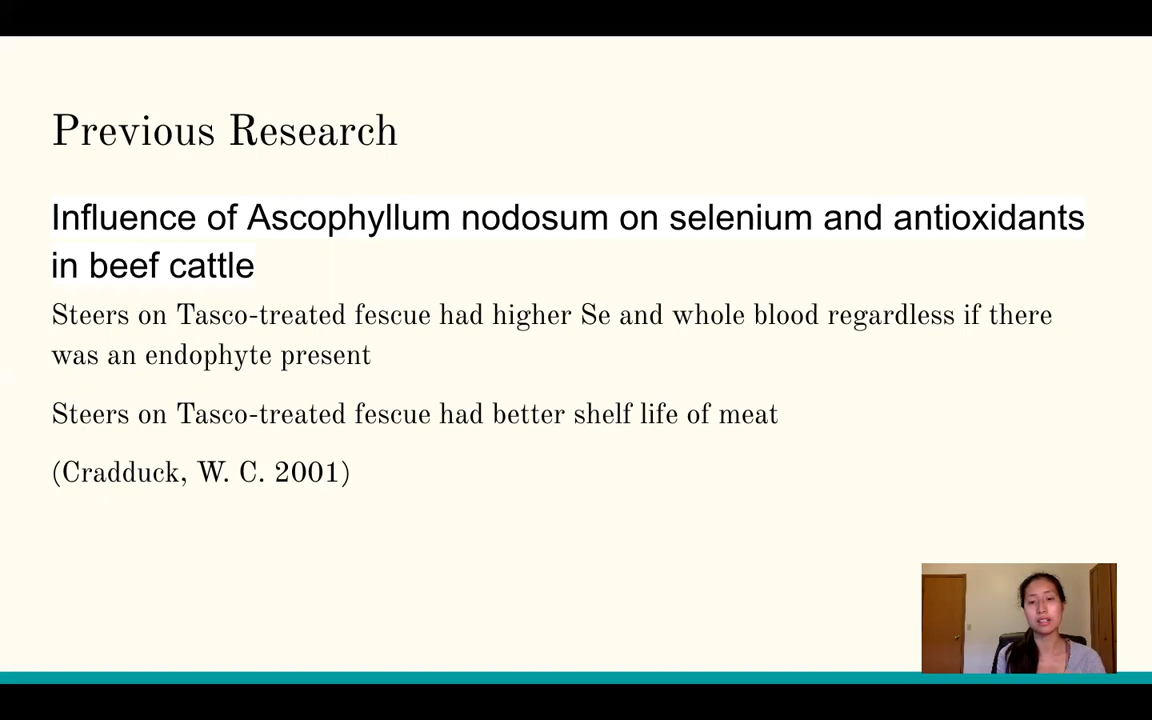 Previous Research
Influence of Ascophyllum nodosum on selenium and antioxidants
in beef cattle
Steers on Tasco-treated fescue had higher Se and whole blood regardless if there
was an endophyte present
Steers on Tasco-treated fescue had better shelf life of meat
(Cradduck, W. C. 2001)